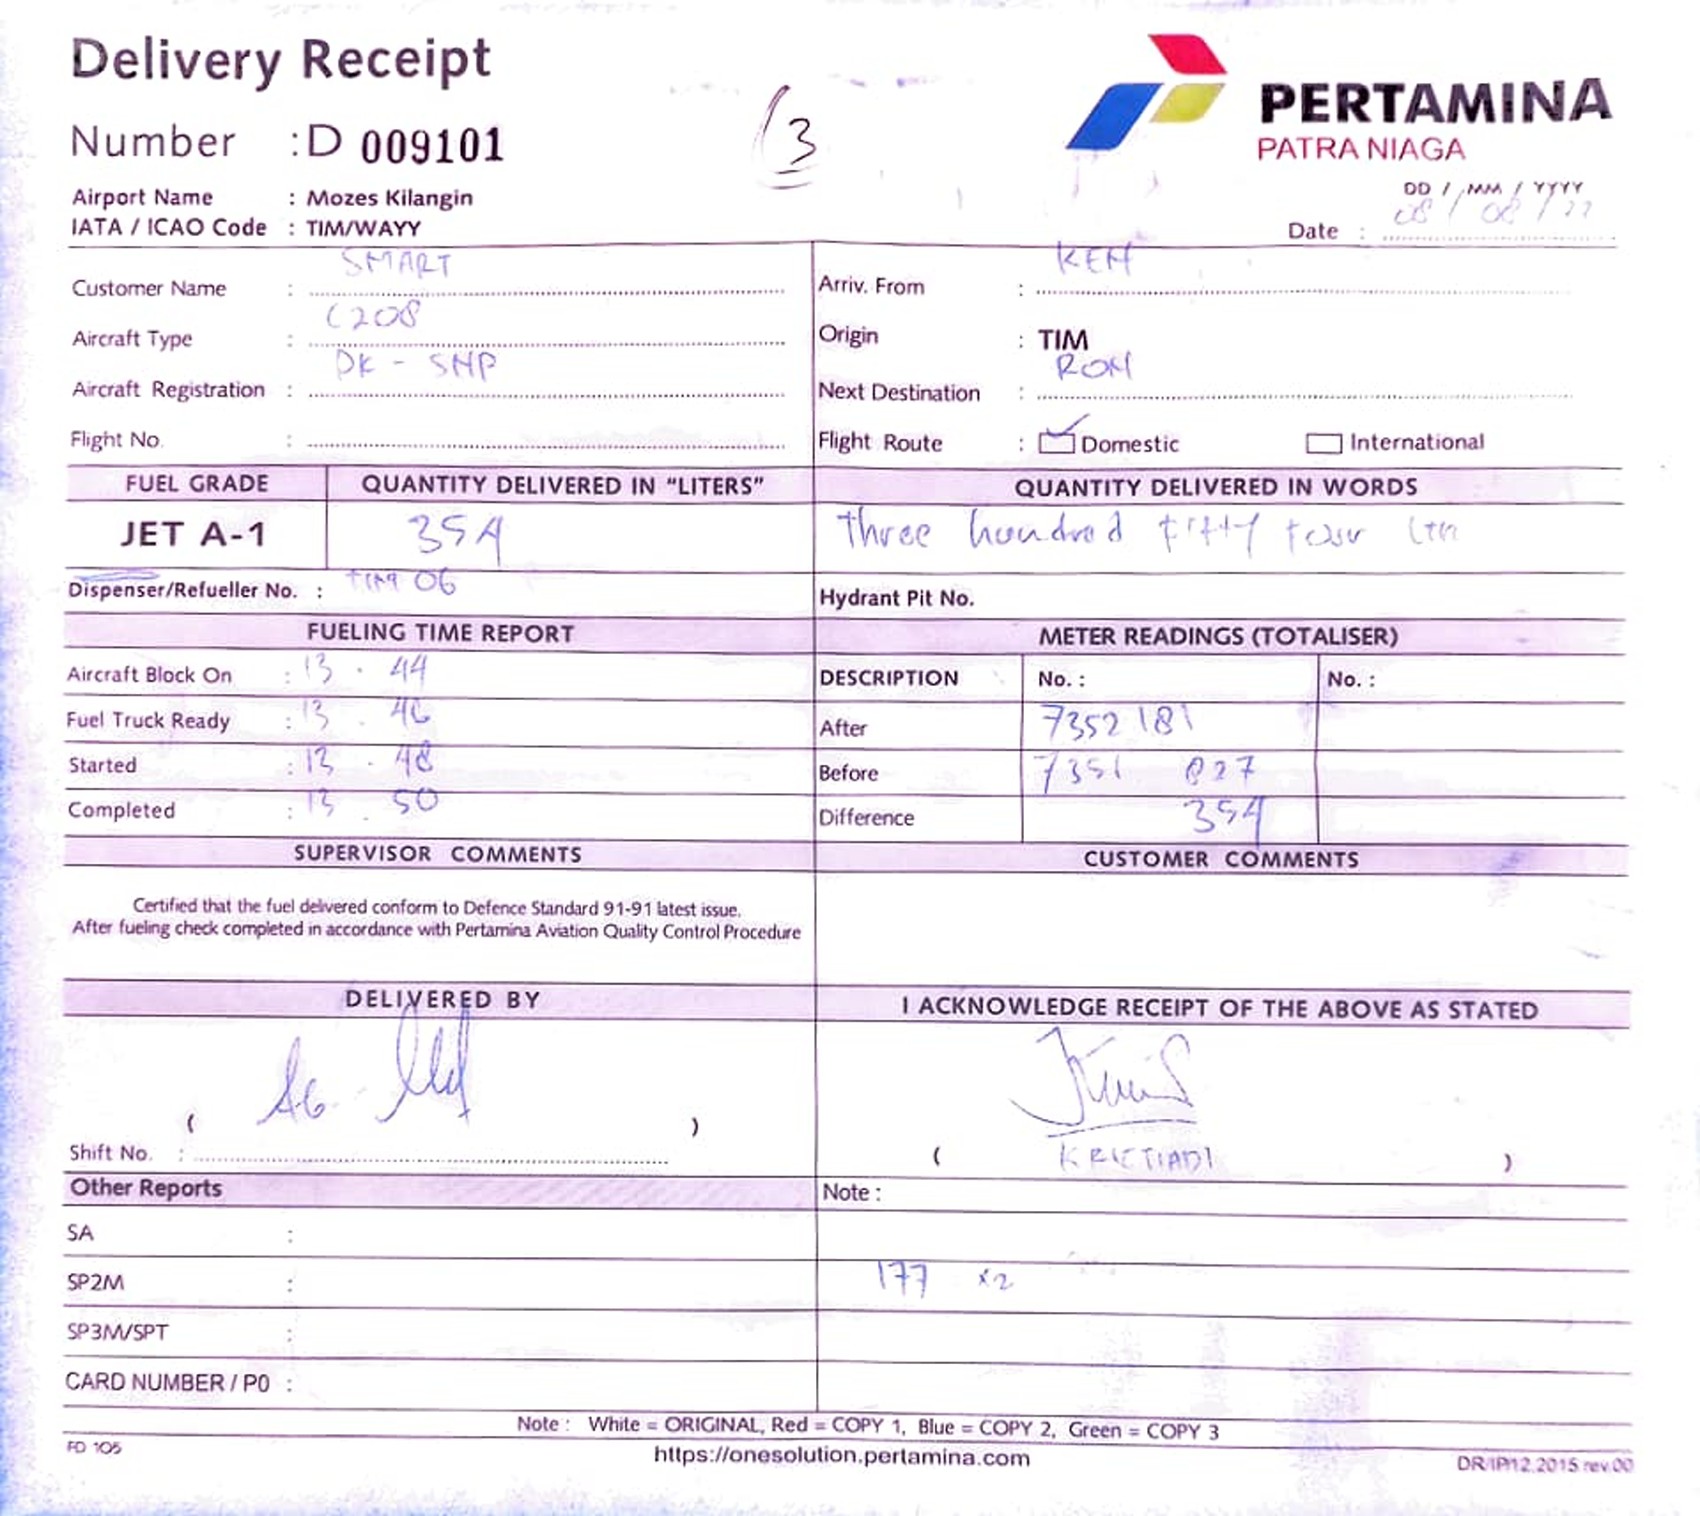 Delivery Receipt
Number : D 009101
(3
PERTAMINA
PATRA NIAGA
Airport Name : Mozes Kilangin
IATA / ICAO Code : TIM/WAYY
DD / MM / YYYY
Date : 08 / 08 / 22
Customer Name : SMART
Aircraft Type : C208
Aircraft Registration : PK - SNP
Flight No. :
Arriv. From : KEH
Origin : TIM
Next Destination :
Flight Route : Domestic International
FUEL GRADE QUANTITY DELIVERED IN “LITERS” QUANTITY DELIVERED IN WORDS
JET A-1 354 Three hundred fifty four
Dispenser/Refueller No. : TIM 06
Hydrant Pit No.
FUELING TIME REPORT
Aircraft Block On : 13 . 44
Fuel Truck Ready : 13 . 46
Started : 13 . 48
Completed : 13 . 50
METER READINGS (TOTALISER)
DESCRIPTION No. : No. :
After 7352 181
Before 7351 827
Difference 354
SUPERVISOR COMMENTS
Certified that the fuel delivered conform to Defence Standard 91-91 latest issue.
After fueling check completed in accordance with Pertamina Aviation Quality Control Procedure
CUSTOMER COMMENTS
DELIVERED BY
( )
Shift No. :
I ACKNOWLEDGE RECEIPT OF THE ABOVE AS STATED
( KRISTIADI )
Other Reports
SA :
SP2M :
SP3M/SPT :
CARD NUMBER / PO :
Note :
177 x2
Note : White = ORIGINAL, Red = COPY 1, Blue = COPY 2, Green = COPY 3
FD 105
https://onesolution.pertamina.com
DR/IP/12.2015 rev.00